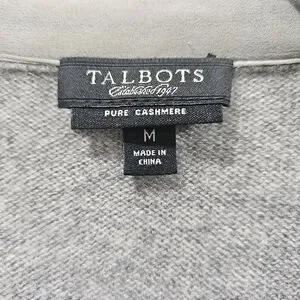 TALBOTS
Established 1947
PURE CASHMERE
M
MADE IN
CHINA